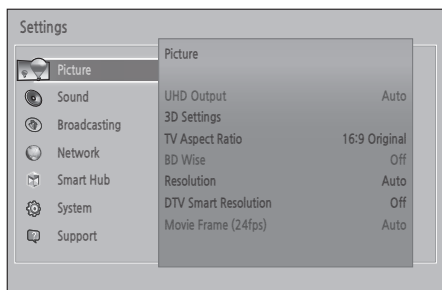 Settings
Picture
Sound
Broadcasting
Network
Smart Hub
System
Support
Picture
UHD Output Auto
3D Settings
TV Aspect Ratio 16:9 Original
BD Wise Off
Resolution Auto
DTV Smart Resolution Off
Movie Frame (24fps) Auto